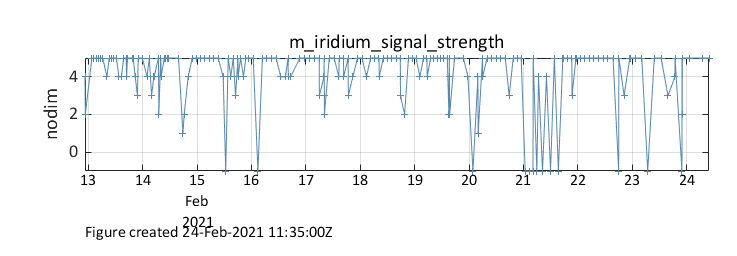 m_iridium_signal_strength
nodim
4
2
0
13 14 15 16 17 18 19 20 21 22 23 24
Feb
2021
Figure created 24-Feb-2021 11:35:00Z